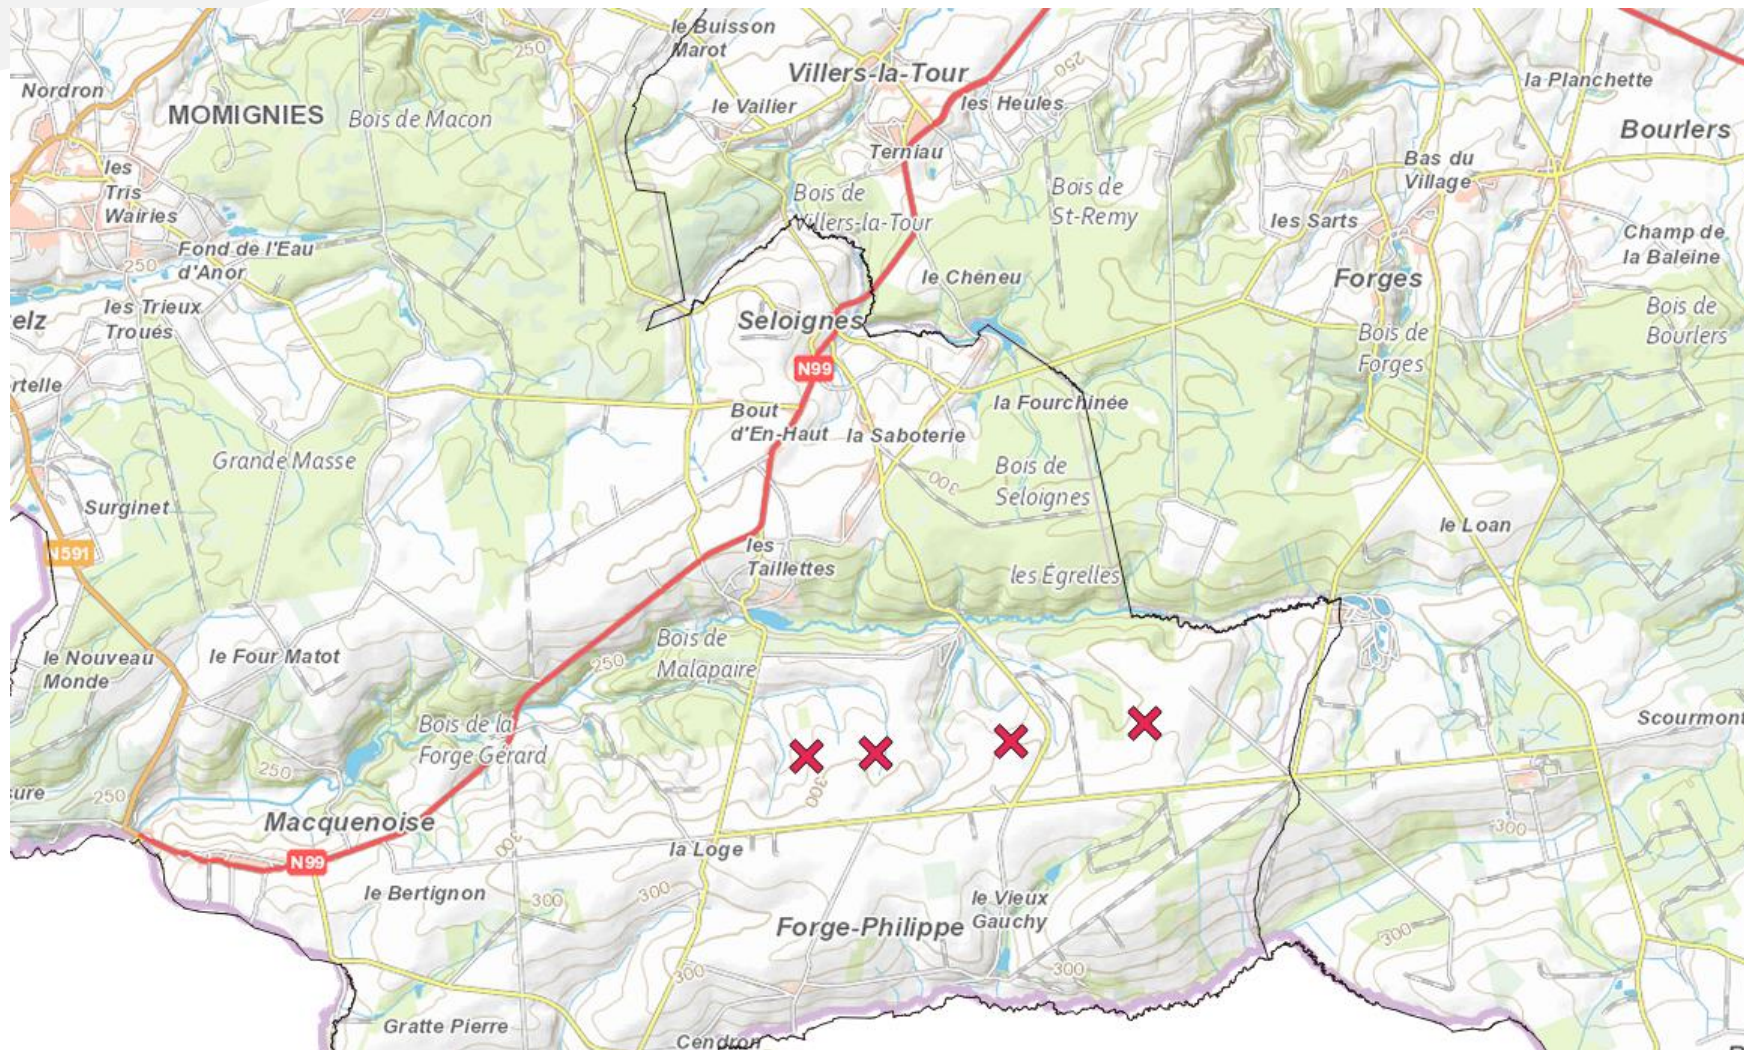 le Buisson
Marot
250
250
Villers-la-Tour
Nordron
la Planchette
MOMIGNIES
Bois de Macon
le Vailier
les Heules
Bourlers
Terniau
Bas du
Village
les
Tris
Wairies
Bois de
Villers-la-Tour
Bois de
St-Remy
les Sarts
Fond de l'Eau
d'Anor
250
Champ de
la Baleine
le Chéneu
Forges
les Trieux
Troués
elz
Seloignes
Bois de
Bourlers
Bois de
Forges
N99
rtelle
Bout
d'En-Haut
la Fourchinée
la Saboterie
Grande Masse
Bois de
Seloignes
300
Surginet
le Loan
N591
les
Taillettes
les Égrelles
Bois de
Malapaire
250
le Nouveau
Monde
le Four Matot
Bois de la
Forge Gérard
Scourmont
250
300
250
ure
Macquenoise
300
300
la Loge
N99
le Bertignon
300
300
le Vieux
Gauchy
Forge-Philippe
300
300
300
Gratte Pierre
Cendron